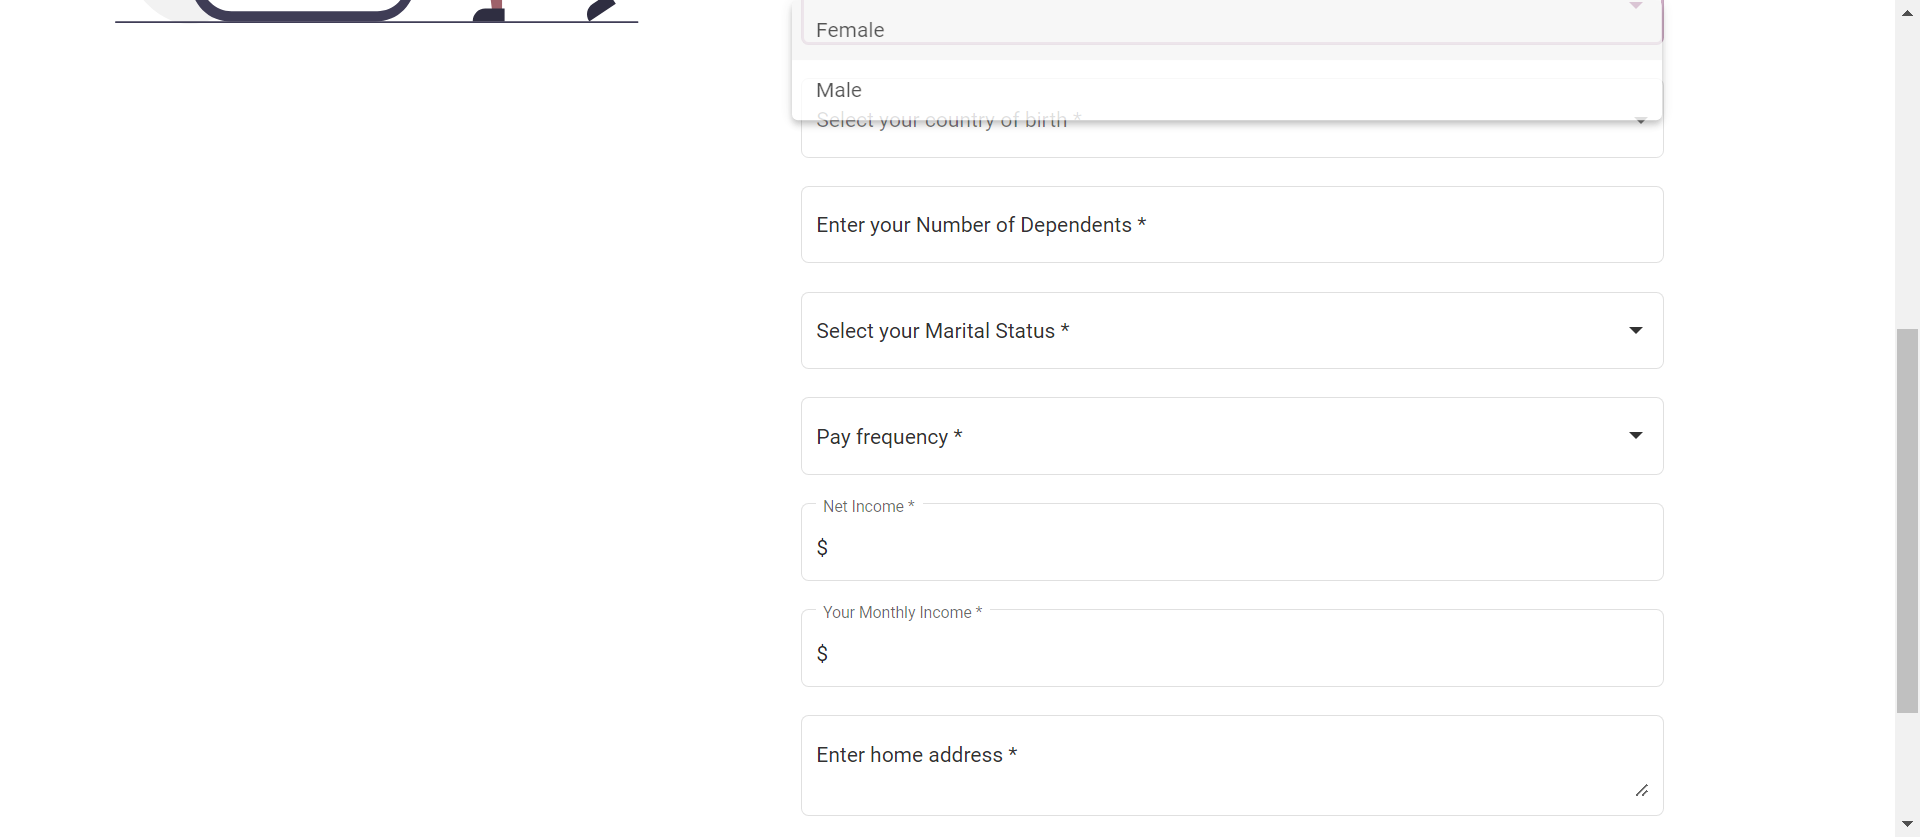 Female
Male
Select your country of birth *
Enter your Number of Dependents *
Select your Marital Status *
Pay frequency *
Net Income *
$
Your Monthly Income *
$
Enter home address *